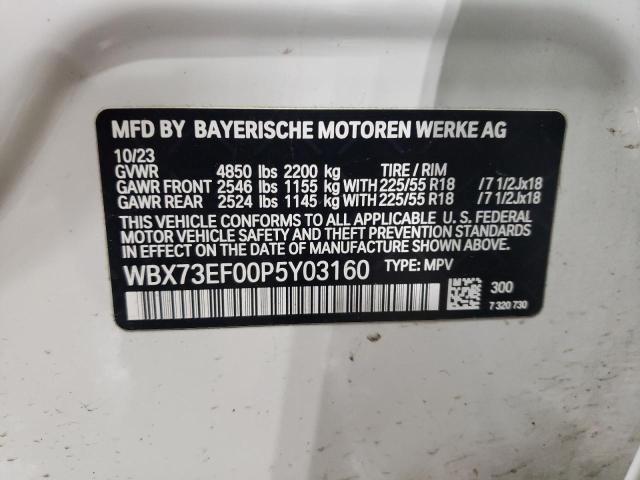 MFD BY BAYERISCHE MOTOREN WERKE AG
10/23
GVWR 4850 lbs 2200 kg TIRE / RIM
GAWR FRONT 2546 lbs 1155 kg WITH 225/55 R18 /7 1/2Jx18
GAWR REAR 2524 lbs 1145 kg WITH 225/55 R18 /7 1/2Jx18
THIS VEHICLE CONFORMS TO ALL APPLICABLE U. S. FEDERAL
MOTOR VEHICLE SAFETY AND THEFT PREVENTION STANDARDS
IN EFFECT ON THE DATE OF MANUFACTURE SHOWN ABOVE.
WBX73EF00P5Y03160 TYPE: MPV
300
7 320 730